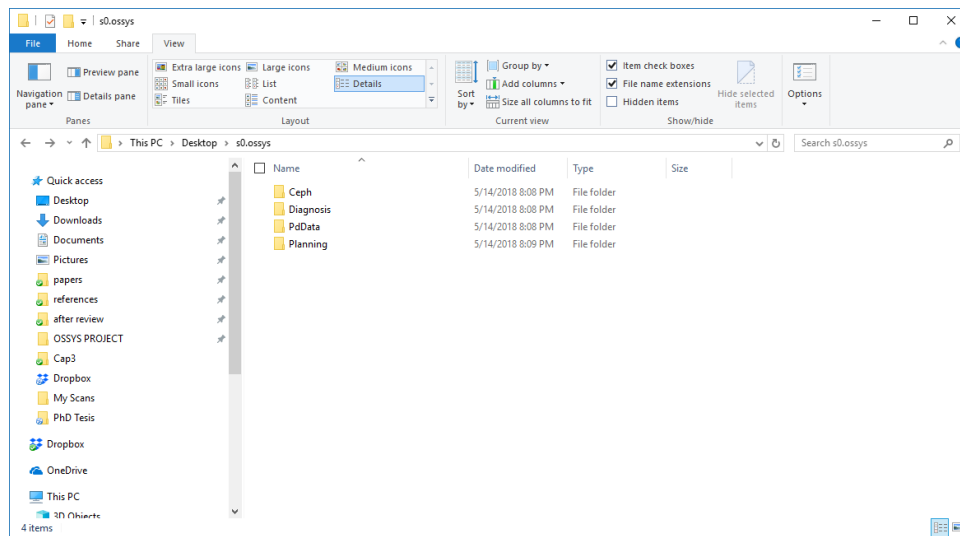 s0.ossys
File Home Share View
Navigation pane
Preview pane
Details pane
Panes
Extra large icons Large icons Medium icons
Small icons List Details
Tiles Content
Layout
Sort by
Group by
Add columns
Size all columns to fit
Current view
Item check boxes
File name extensions
Hidden items
Hide selected items
Show/hide
Options
This PC > Desktop > s0.ossys
Search s0.ossys
Name Date modified Type Size
Ceph 5/14/2018 8:08 PM File folder
Diagnosis 5/14/2018 8:08 PM File folder
PdData 5/14/2018 8:08 PM File folder
Planning 5/14/2018 8:09 PM File folder
Quick access
Desktop
Downloads
Documents
Pictures
papers
references
after review
OSSYS PROJECT
Cap3
Dropbox
My Scans
PhD Tesis
Dropbox
OneDrive
This PC
3D Objects
4 items